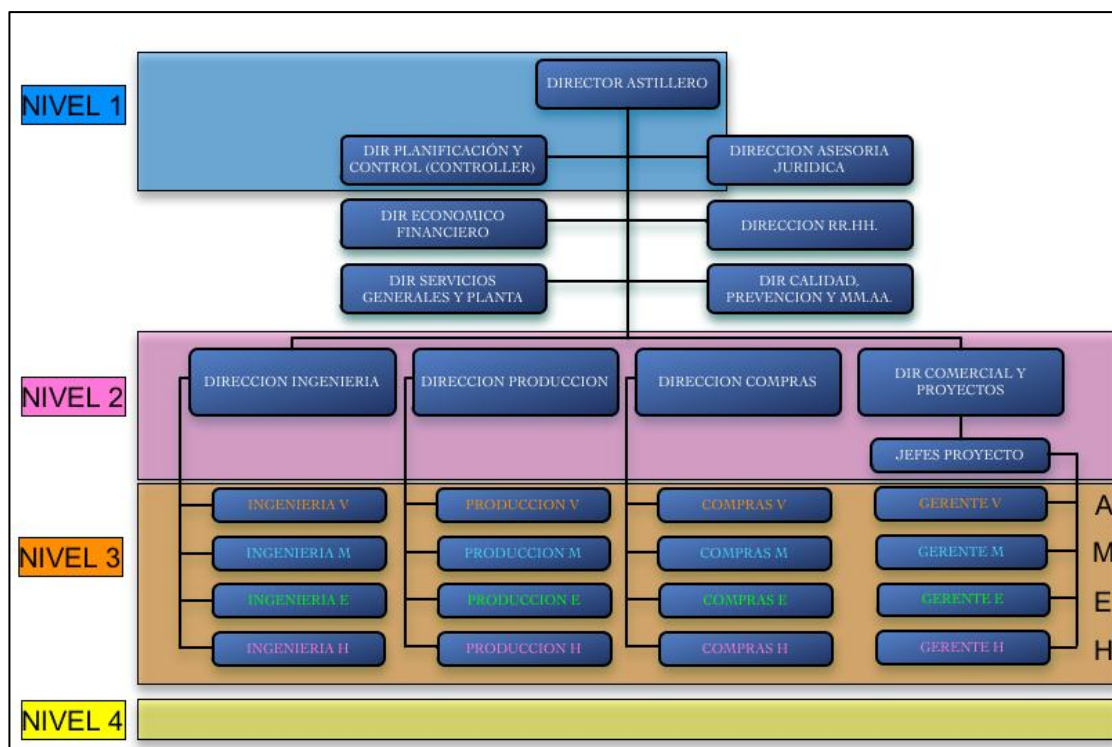 NIVEL 1
DIRECTOR ASTILLERO
DIR PLANIFICACIÓN Y
CONTROL (CONTROLLER)
DIRECCION ASESORIA
JURIDICA
DIR ECONOMICO
FINANCIERO
DIRECCION RR.HH.
DIR SERVICIOS
GENERALES Y PLANTA
DIR CALIDAD,
PREVENCION Y MM.AA.
NIVEL 2
DIRECCION INGENIERIA
DIRECCION PRODUCCION
DIRECCION COMPRAS
DIR COMERCIAL Y
PROYECTOS
JEFES PROYECTO
NIVEL 3
INGENIERIA V
PRODUCCION V
COMPRAS V
GERENTE V
A
INGENIERIA M
PRODUCCION M
COMPRAS M
GERENTE M
M
INGENIERIA E
PRODUCCION E
COMPRAS E
GERENTE E
E
INGENIERIA H
PRODUCCION H
COMPRAS H
GERENTE H
H
NIVEL 4